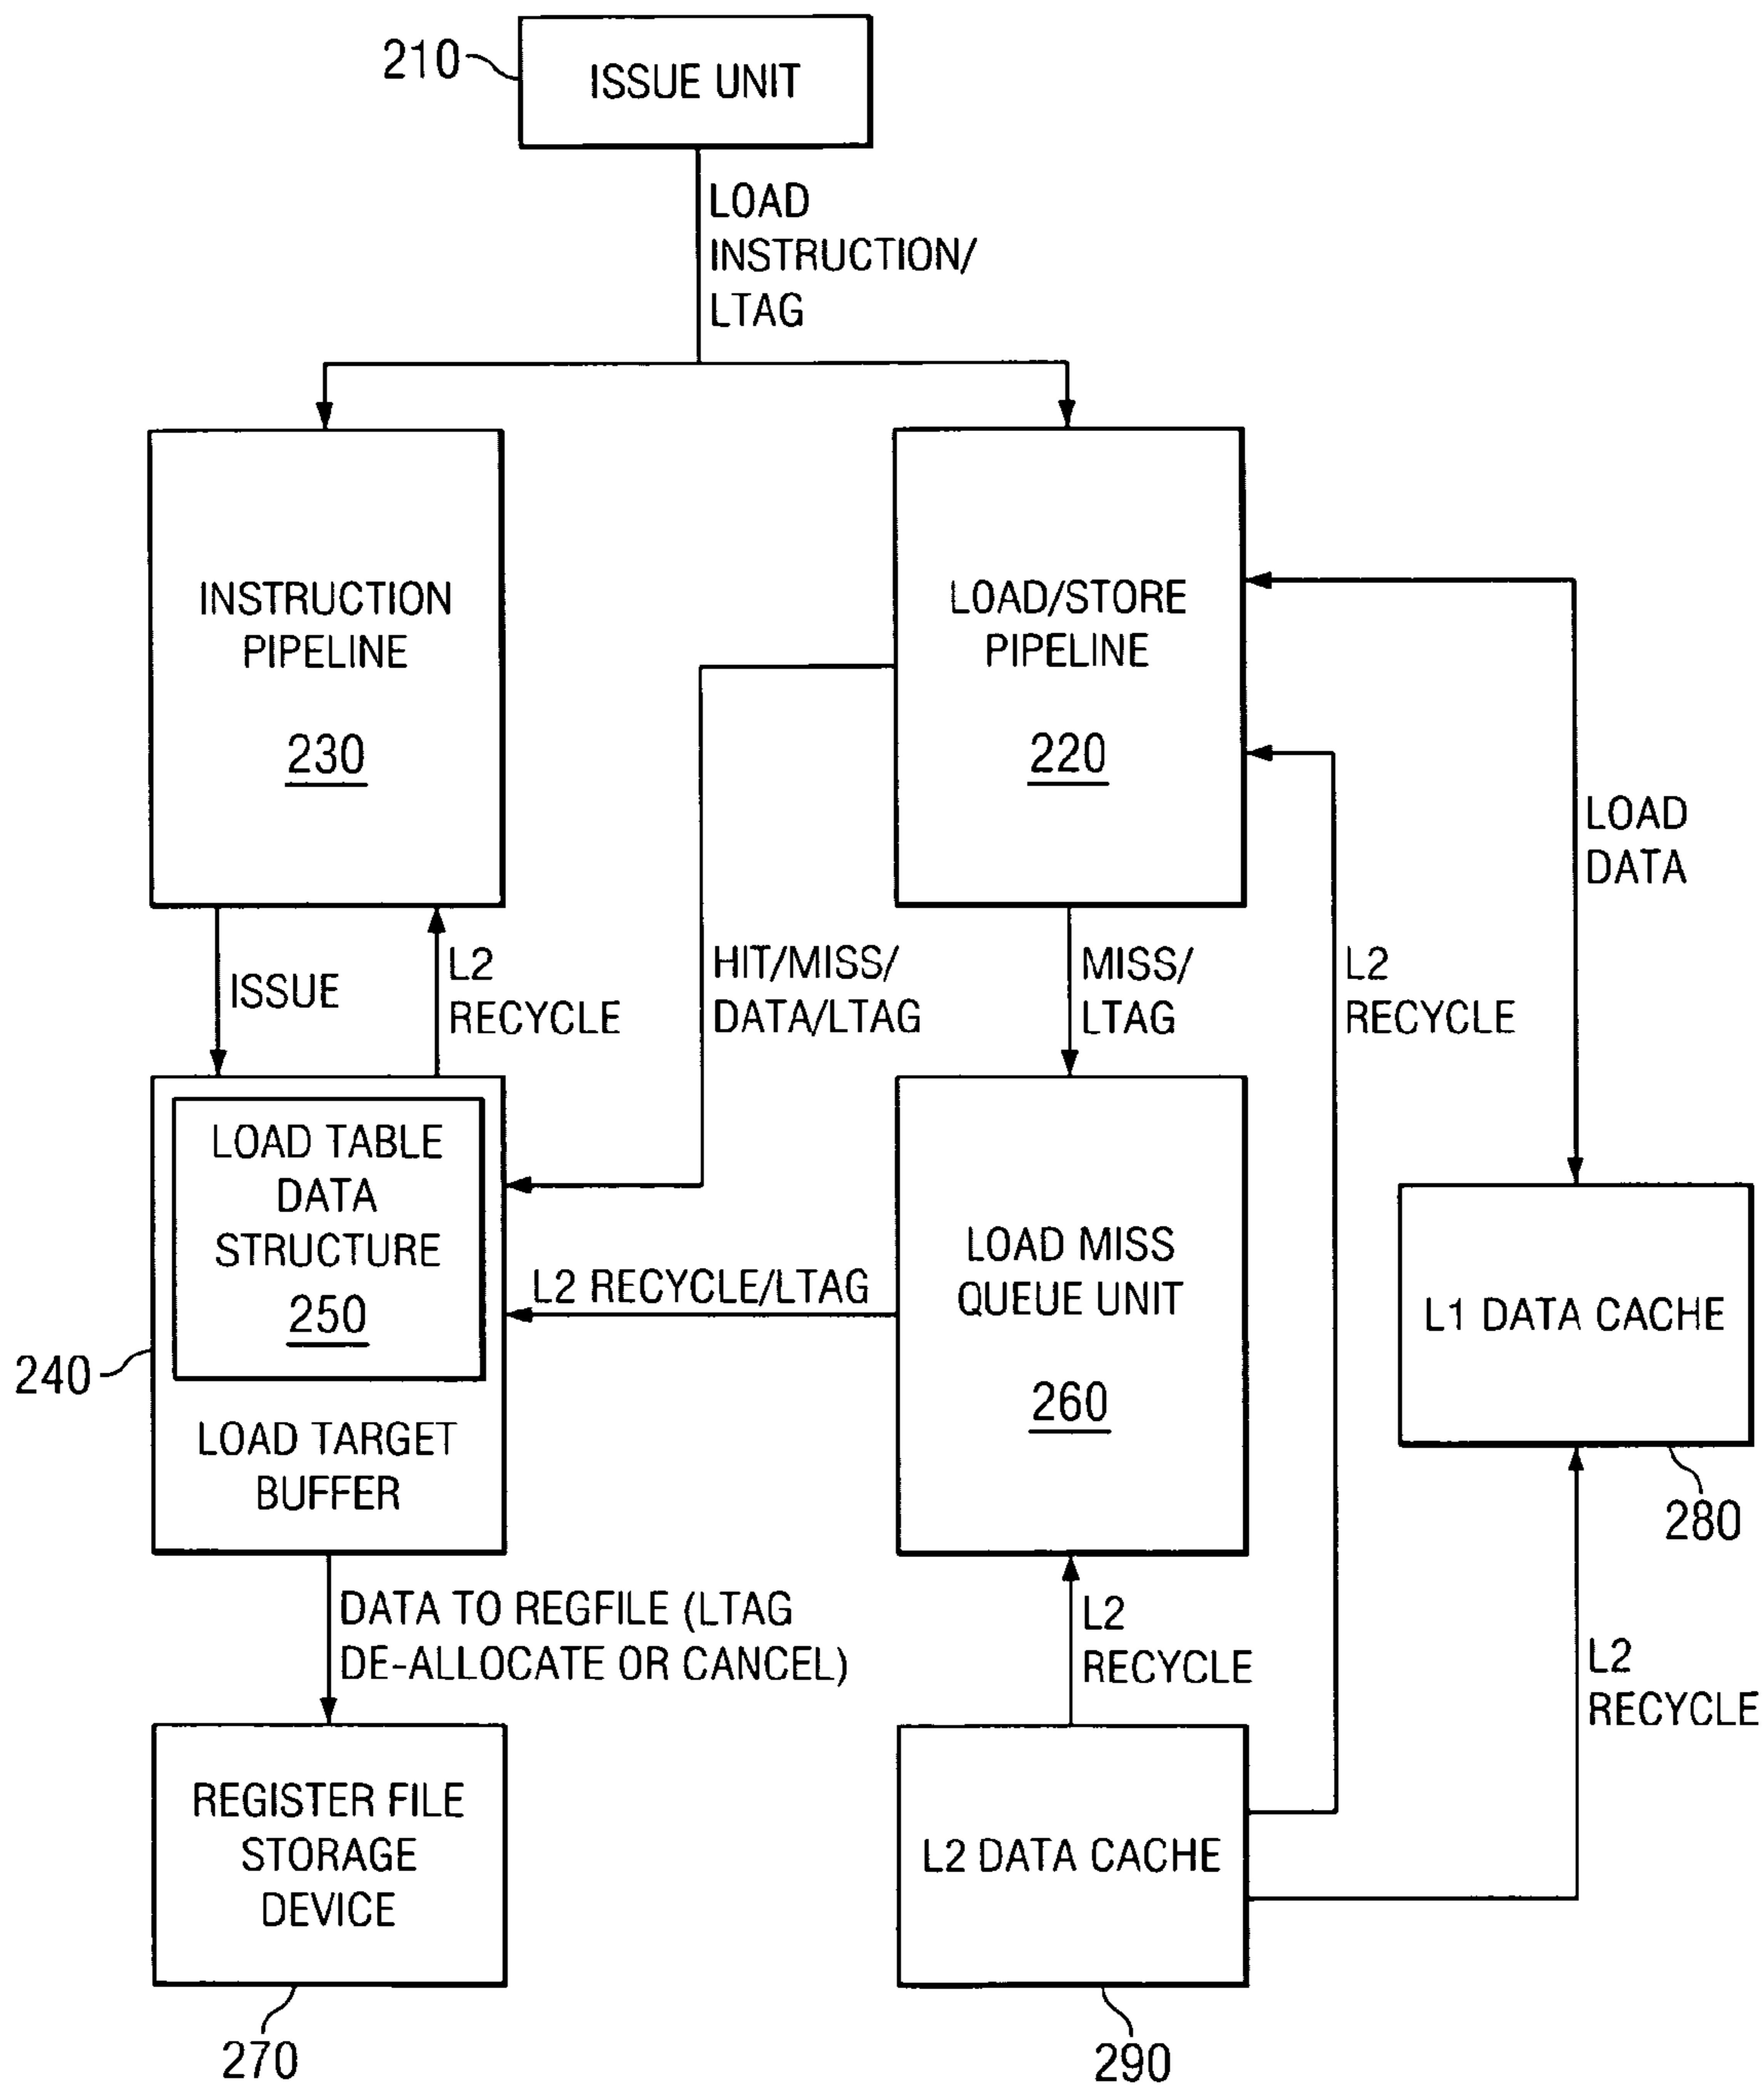 210
ISSUE UNIT
LOAD
INSTRUCTION/
LTAG
INSTRUCTION
PIPELINE
230
LOAD/STORE
PIPELINE
220
LOAD
DATA
ISSUE
L2
RECYCLE
HIT/MISS/
DATA/LTAG
MISS/
LTAG
L2
RECYCLE
LOAD TABLE
DATA
STRUCTURE
250
240
LOAD TARGET
BUFFER
L2 RECYCLE/LTAG
LOAD MISS
QUEUE UNIT
260
L1 DATA CACHE
280
DATA TO REGFILE (LTAG
DE-ALLOCATE OR CANCEL)
L2
RECYCLE
L2
RECYCLE
REGISTER FILE
STORAGE
DEVICE
270
L2 DATA CACHE
290